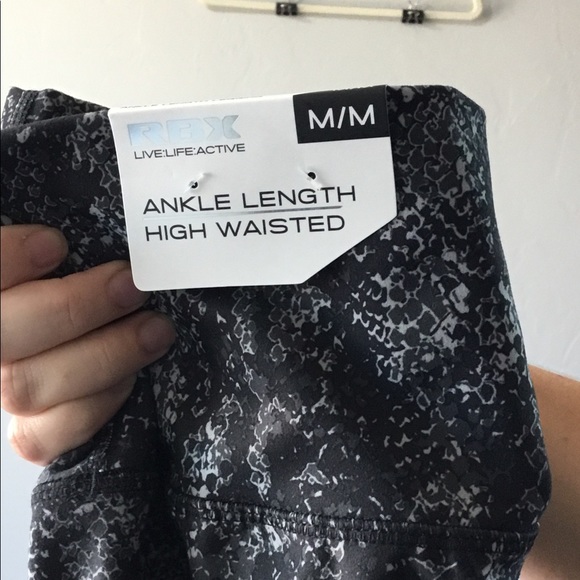 RBX
M/M
LIVE:LIFE:ACTIVE
ANKLE LENGTH
HIGH WAISTED